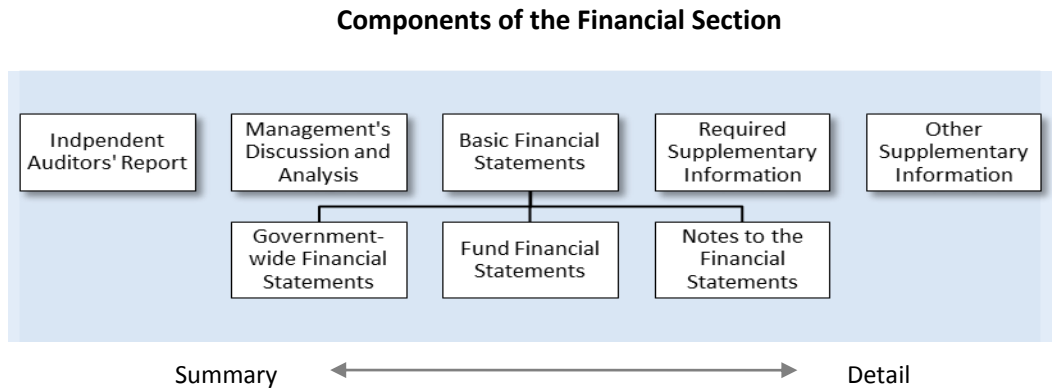 Components of the Financial Section
Indpendent
Auditors' Report
Management's
Discussion and
Analysis
Basic Financial
Statements
Required
Supplementary
Information
Other
Supplementary
Information
Government-
wide Financial
Statements
Fund Financial
Statements
Notes to the
Financial
Statements
Summary
Detail